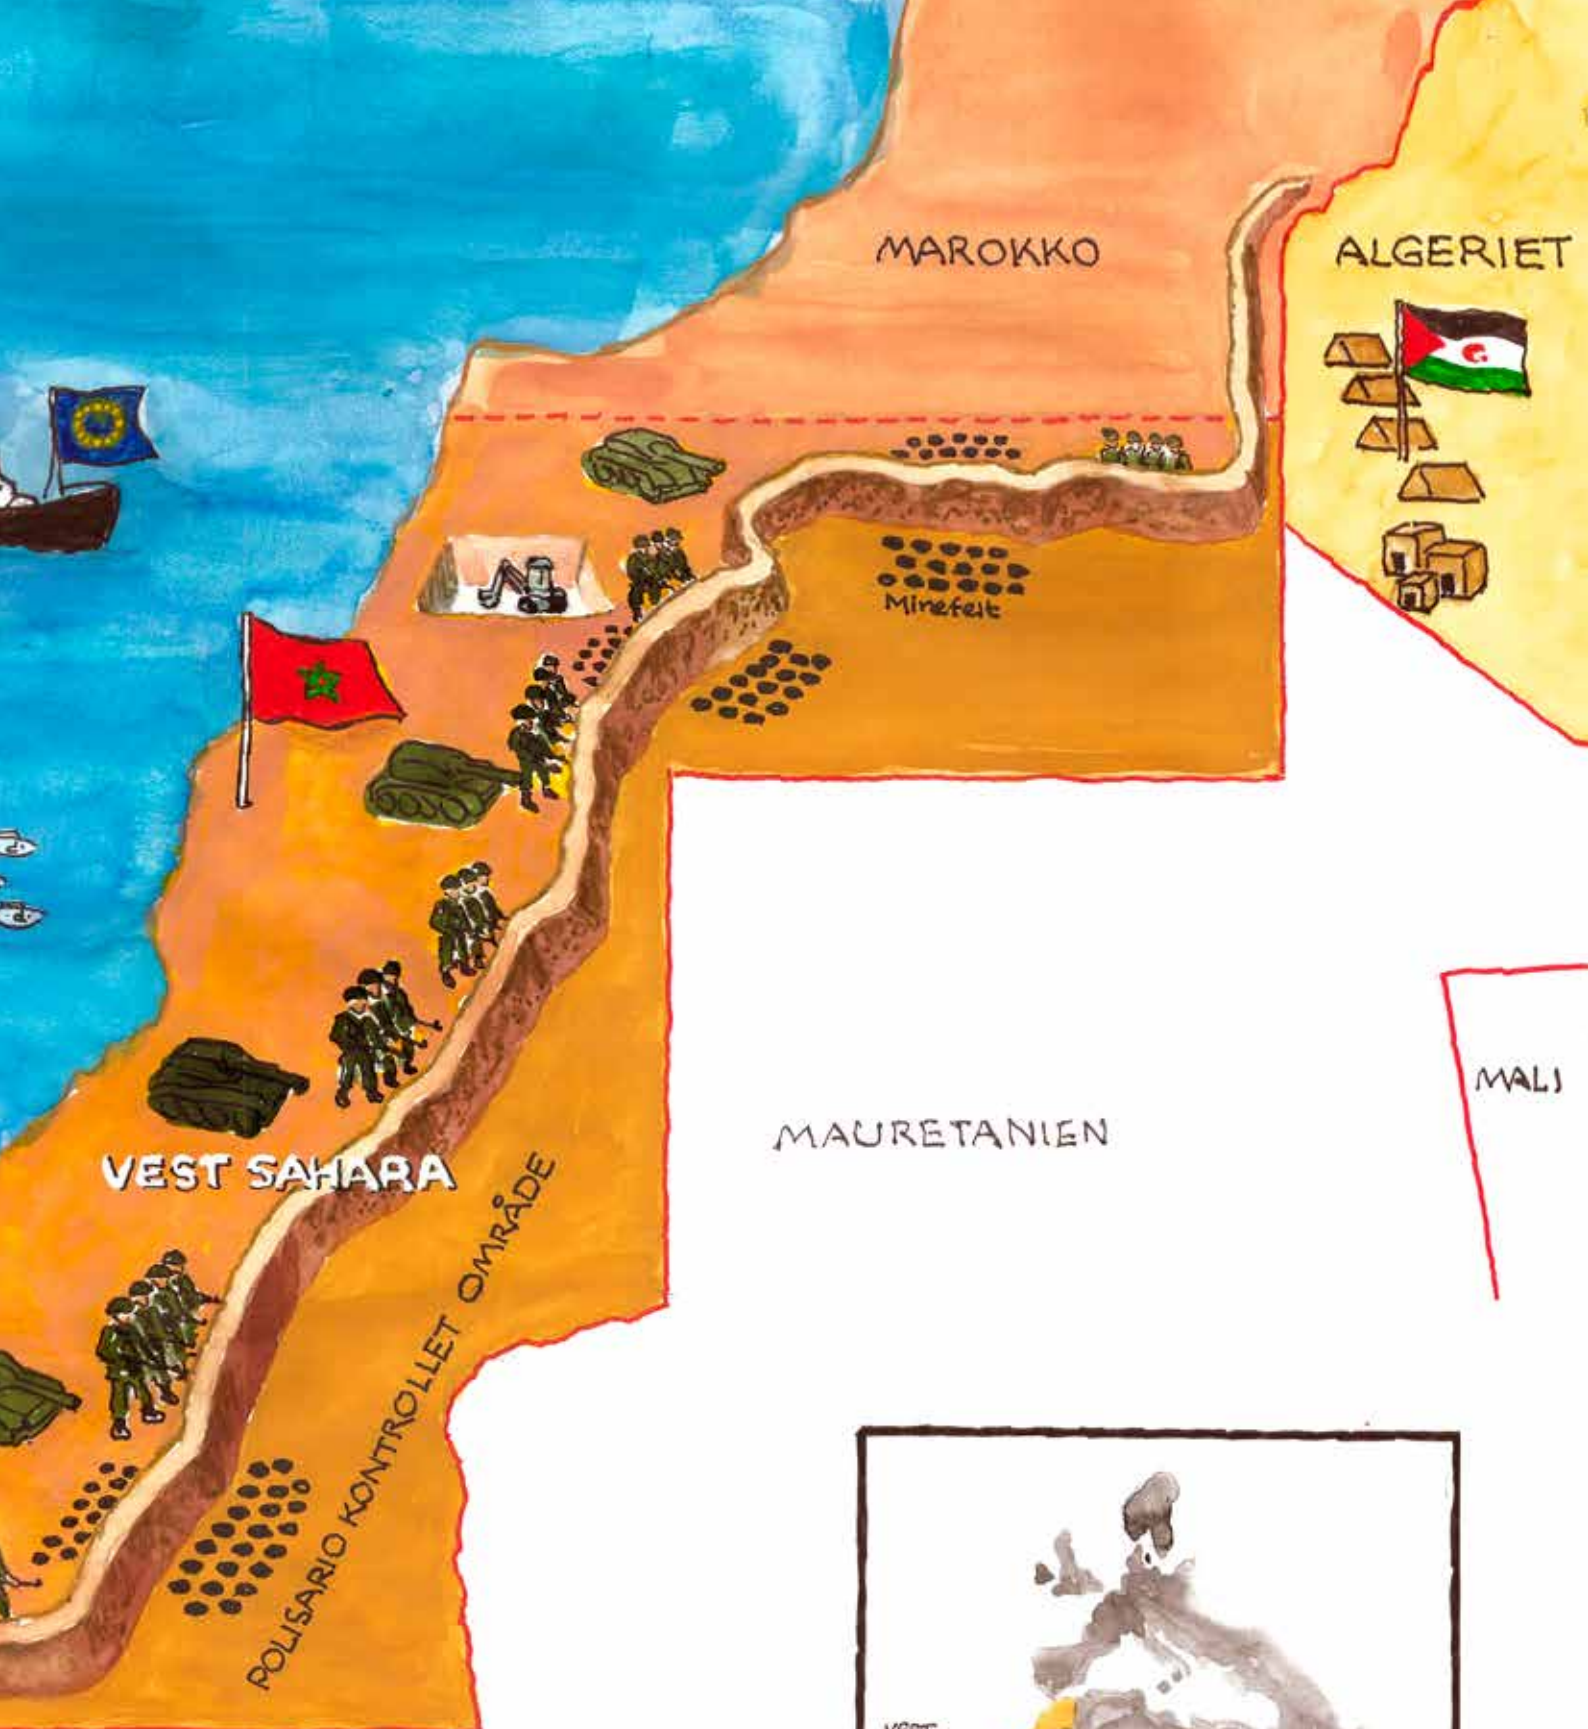 MAROKKO
ALGERIET
Minefelt
MALI
MAURETANIEN
VEST SAHARA
POLISARIO KONTROLLET OMRÅDE